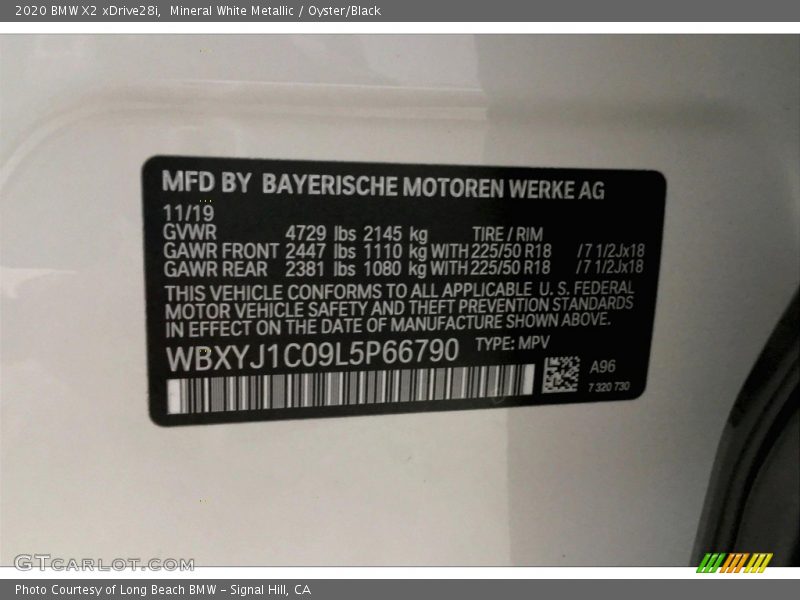 2020 BMW X2 xDrive28i,  Mineral White Metallic / Oyster/Black
MFD BY BAYERISCHE MOTOREN WERKE AG
11/19
GVWR 4729 lbs 2145 kg TIRE / RIM
GAWR FRONT 2447 lbs 1110 kg WITH 225/50 R18 /7 1/2Jx18
GAWR REAR 2381 lbs 1080 kg WITH 225/50 R18 /7 1/2Jx18
THIS VEHICLE CONFORMS TO ALL APPLICABLE U. S. FEDERAL
MOTOR VEHICLE SAFETY AND THEFT PREVENTION STANDARDS
IN EFFECT ON THE DATE OF MANUFACTURE SHOWN ABOVE.
WBXYJ1C09L5P66790 TYPE: MPV
A96
7 320 730
GTCARLOT.COM
Photo Courtesy of Long Beach BMW – Signal Hill, CA